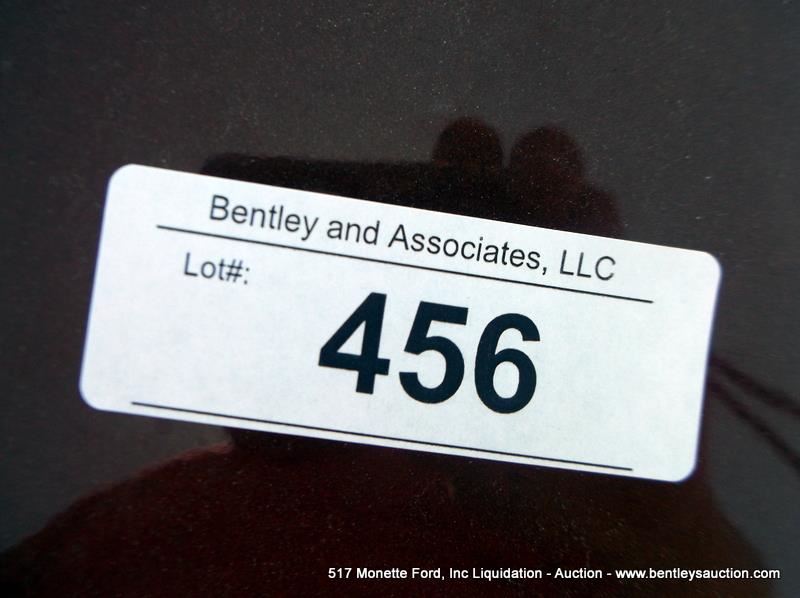 Bentley and Associates, LLC
Lot#:
456
517 Monette Ford, Inc Liquidation - Auction - www.bentleysauction.com